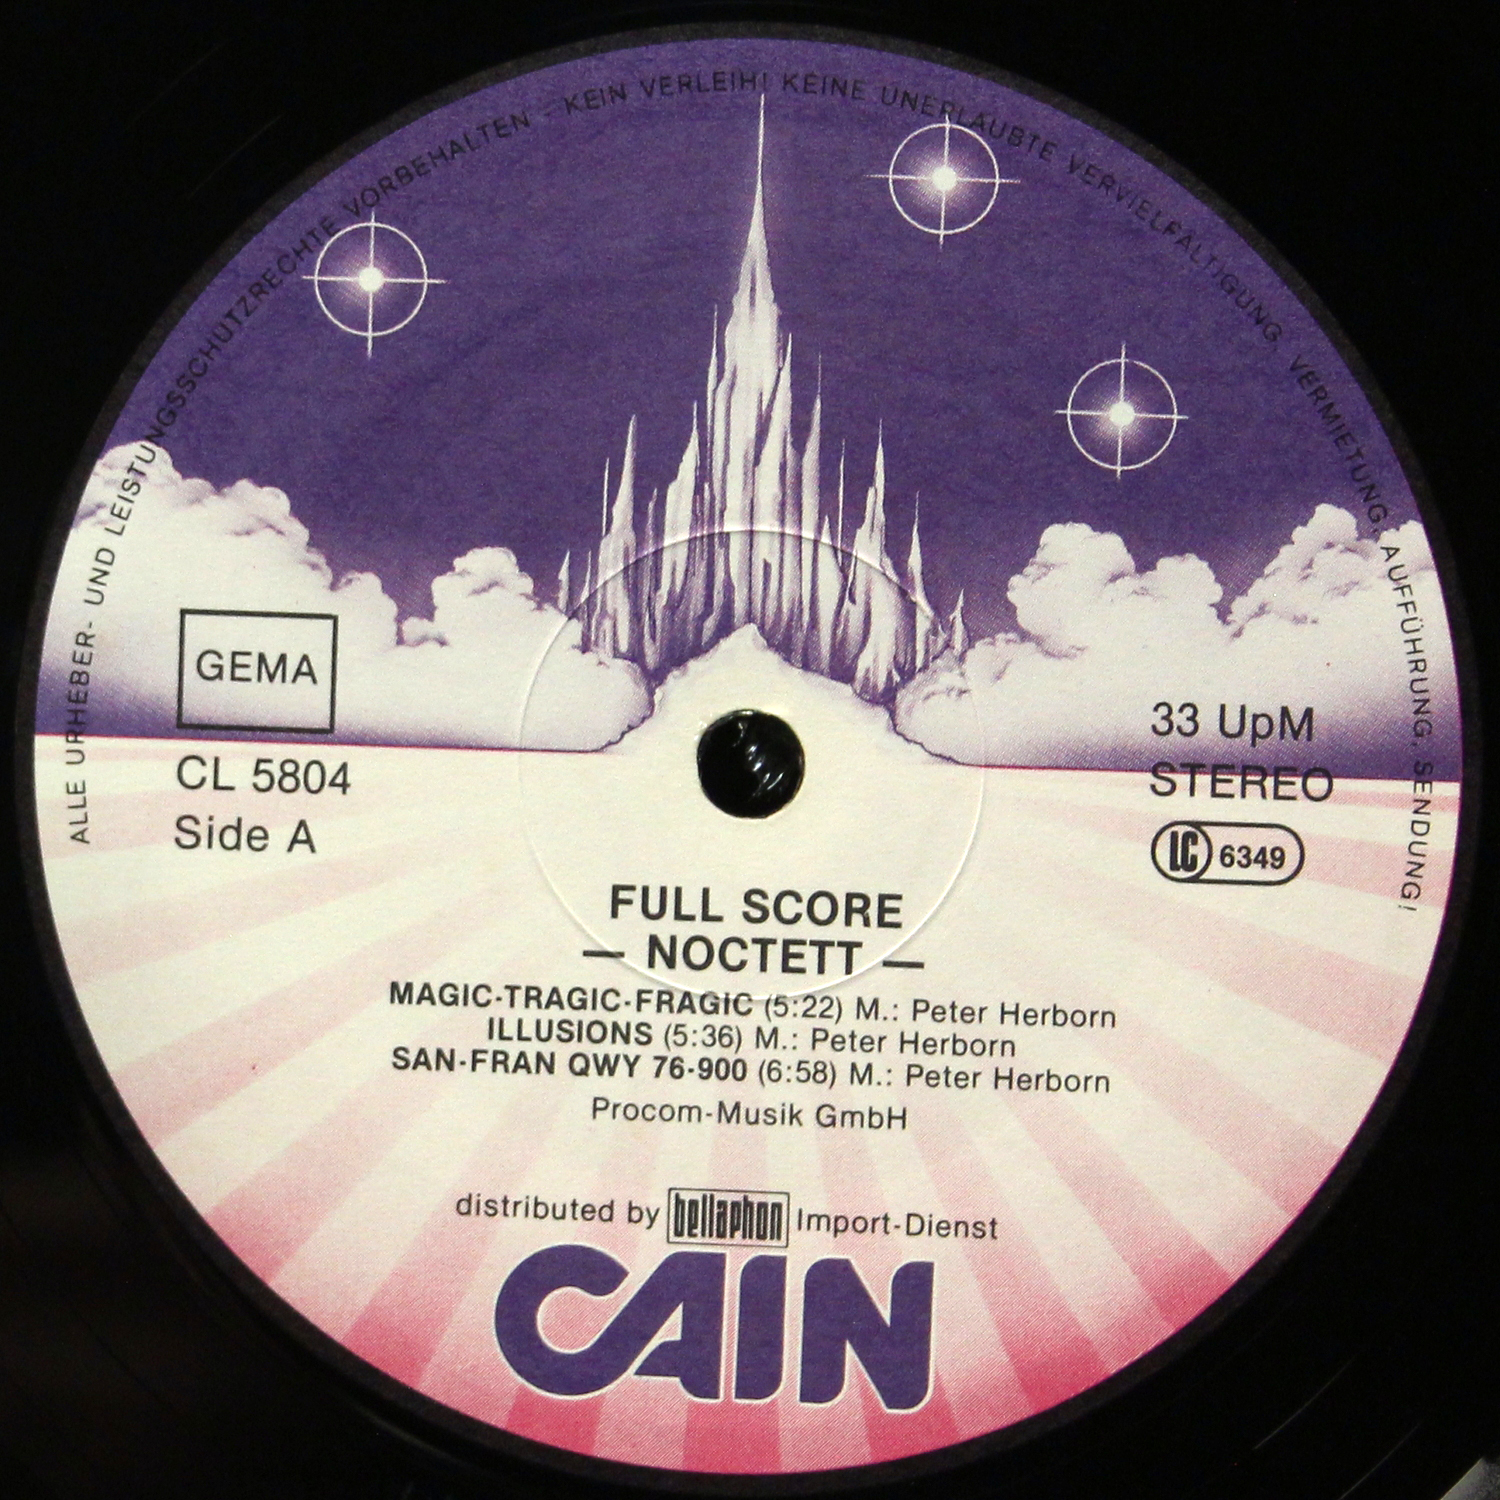 ALLE URHEBER- UND LEISTUNGSSCHUTZRECHTE VORBEHALTEN - KEIN VERLEIH! KEINE UNERLAUBTE VERVIELFÄLTIGUNG, VERMIETUNG, AUFFÜHRUNG, SENDUNG!
GEMA
CL 5804
Side A
33 UpM
STEREO
LC 6349
FULL SCORE
— NOCTETT —
MAGIC-TRAGIC-FRAGIC (5:22) M.: Peter Herborn
ILLUSIONS (5:36) M.: Peter Herborn
SAN-FRAN QWY 76-900 (6:58) M.: Peter Herborn
Procom-Musik GmbH
distributed by bellaphon Import-Dienst
CAIN